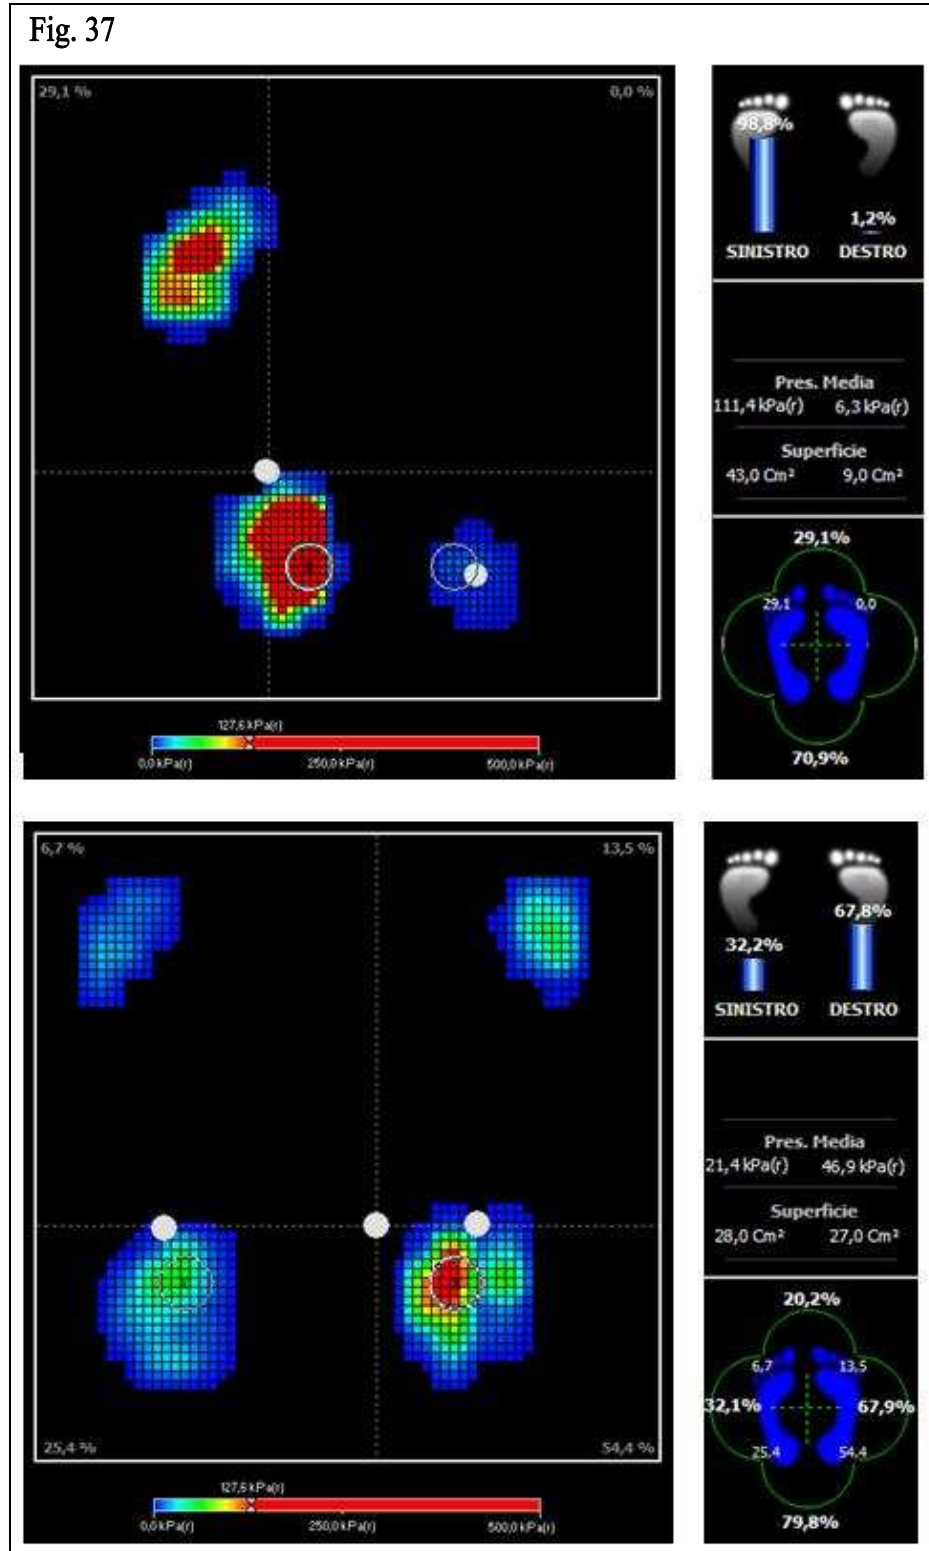 Fig. 37
29,1 %
0,0 %
98,8%
1,2%
SINISTRO DESTRO
Pres. Media
111,4 kPa(r) 6,3 kPa(r)
Superficie
43,0 Cm² 9,0 Cm²
29,1%
29,1 0,0
70,9%
127,6 kPa(r)
0,0 kPa(r) 250,0 kPa(r) 500,0 kPa(r)
6,7 %
13,5 %
67,8%
32,2%
SINISTRO DESTRO
Pres. Media
21,4 kPa(r) 46,9 kPa(r)
Superficie
28,0 Cm² 27,0 Cm²
20,2%
6,7 13,5
32,1% 67,9%
25,4 54,4
79,8%
25,4 %
54,4 %
127,6 kPa(r)
0,0 kPa(r) 250,0 kPa(r) 500,0 kPa(r)